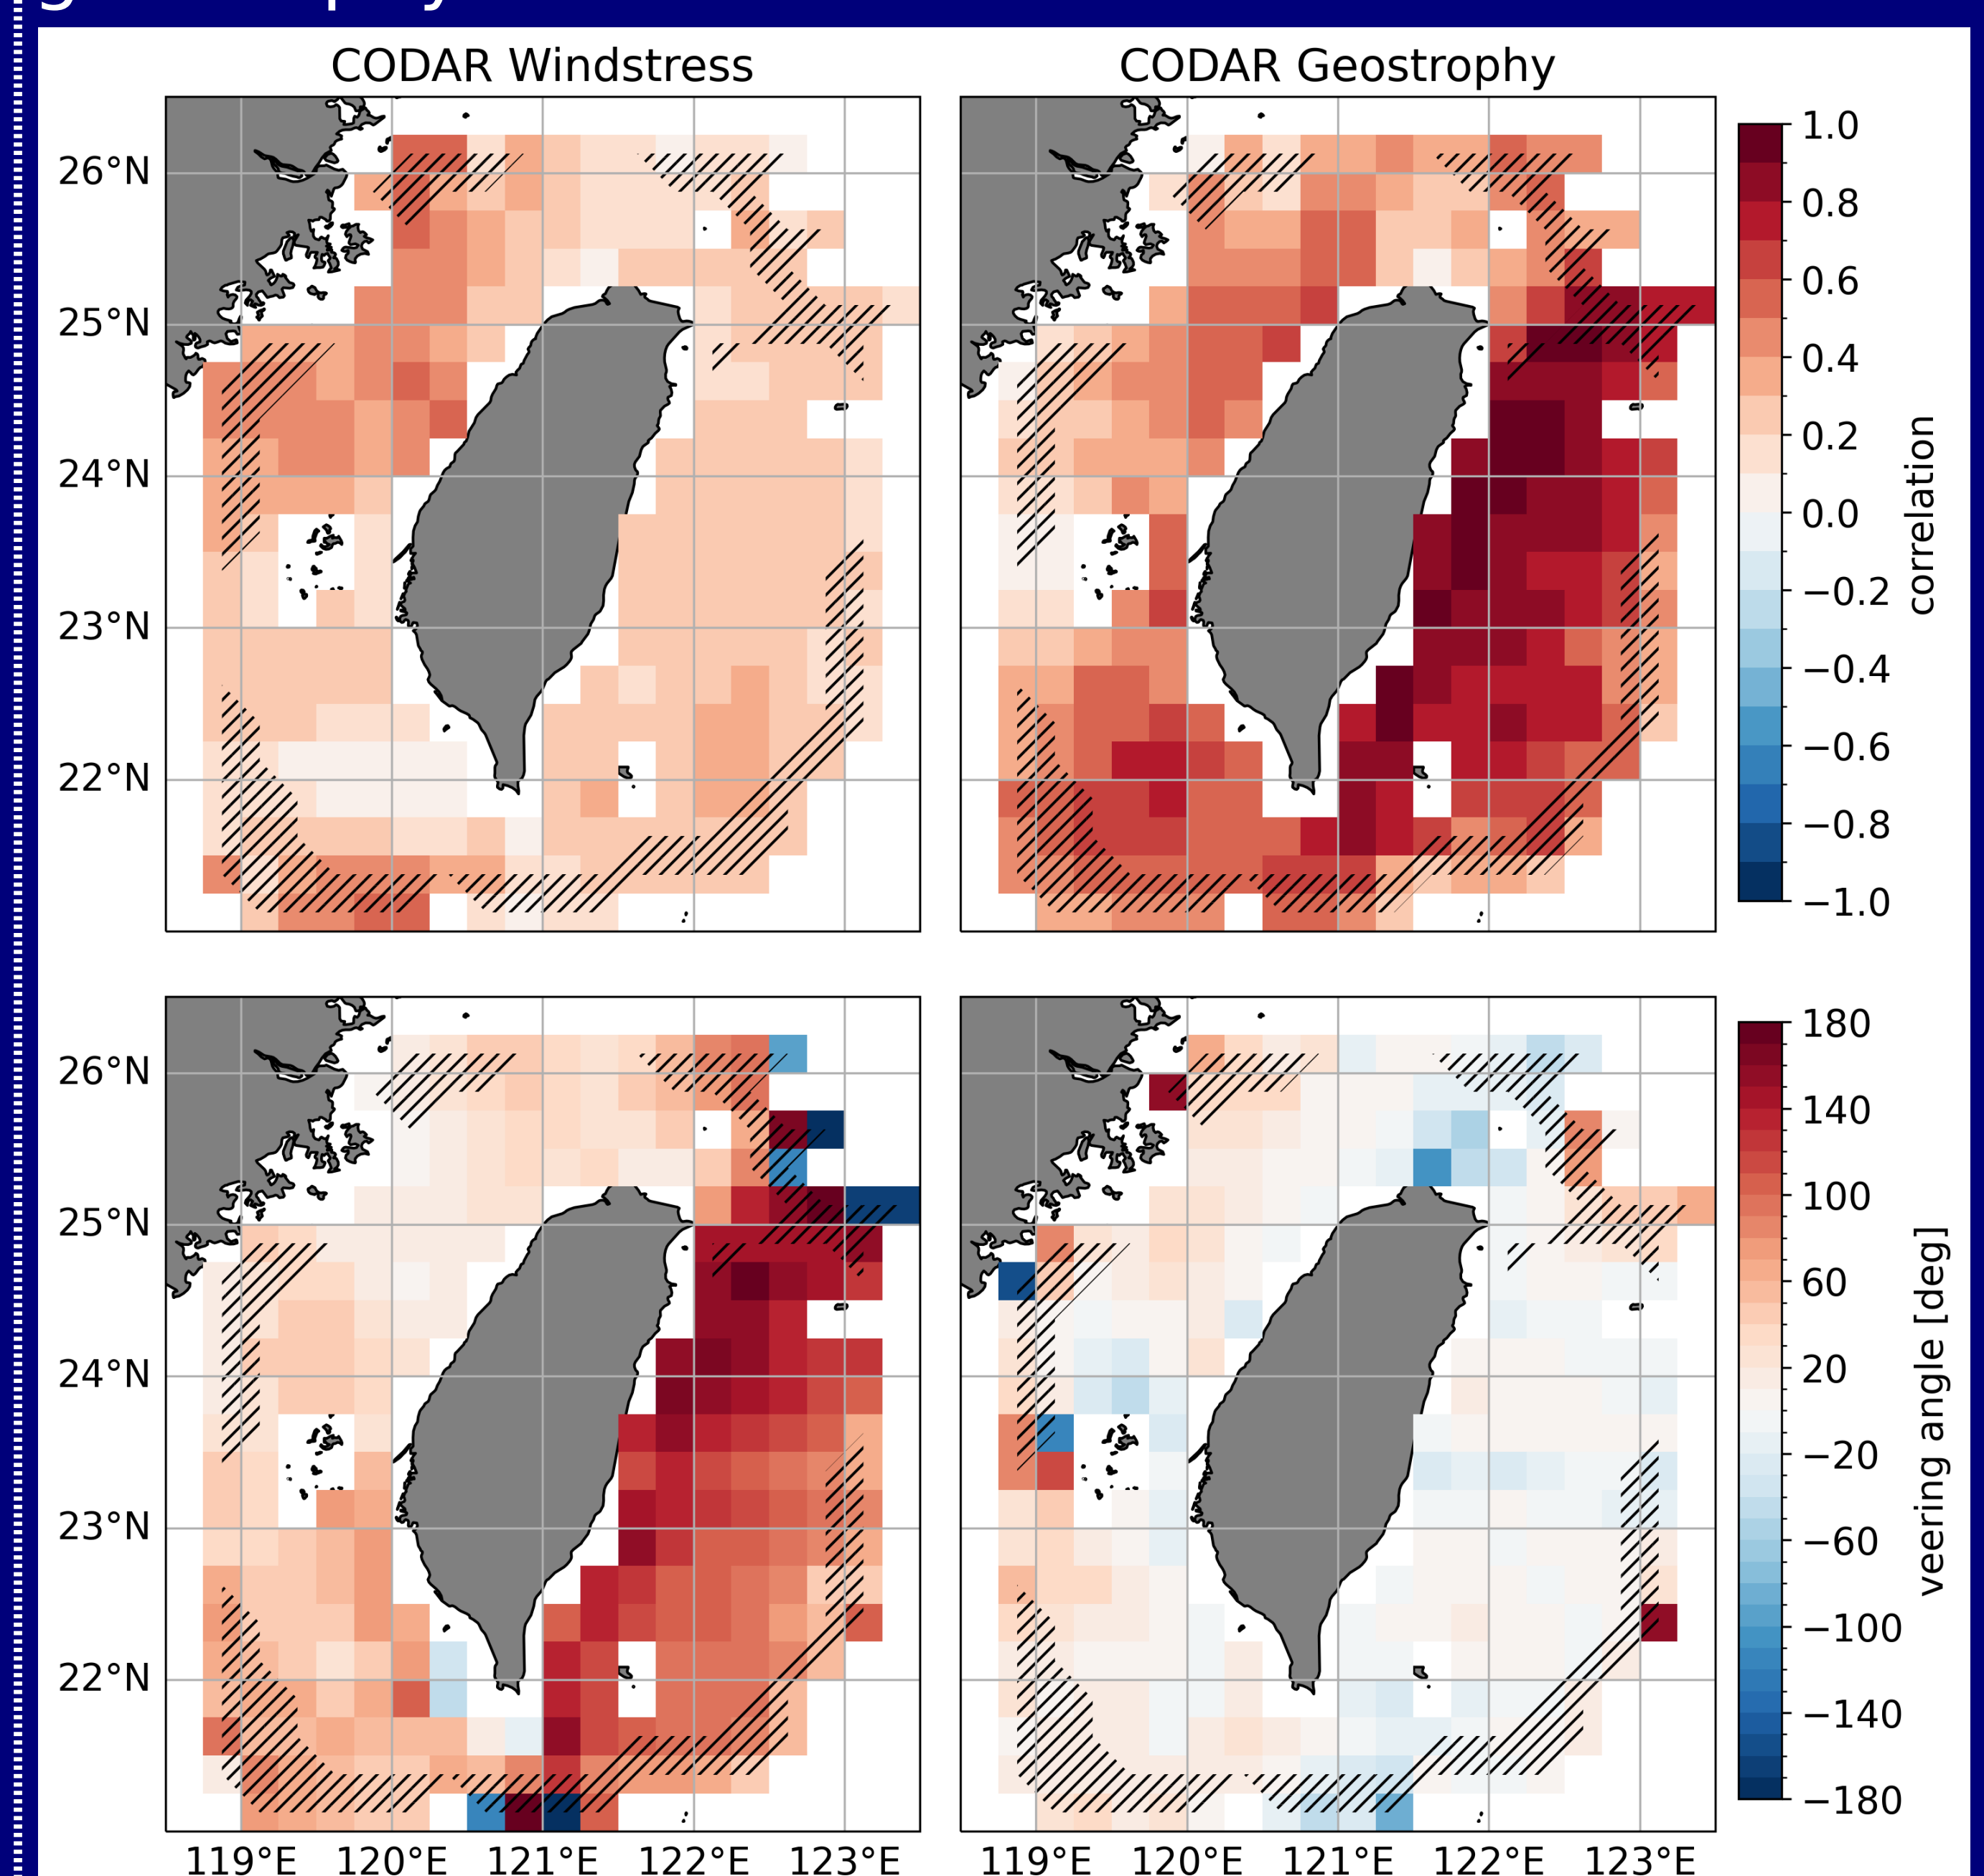 CODAR Windstress
CODAR Geostrophy
26°N
25°N
24°N
23°N
22°N
1.0
0.8
0.6
0.4
0.2
0.0
−0.2
−0.4
−0.6
−0.8
−1.0
correlation
26°N
25°N
24°N
23°N
22°N
180
140
100
60
20
−20
−60
−100
−140
−180
veering angle [deg]
119°E 120°E 121°E 122°E 123°E
119°E 120°E 121°E 122°E 123°E